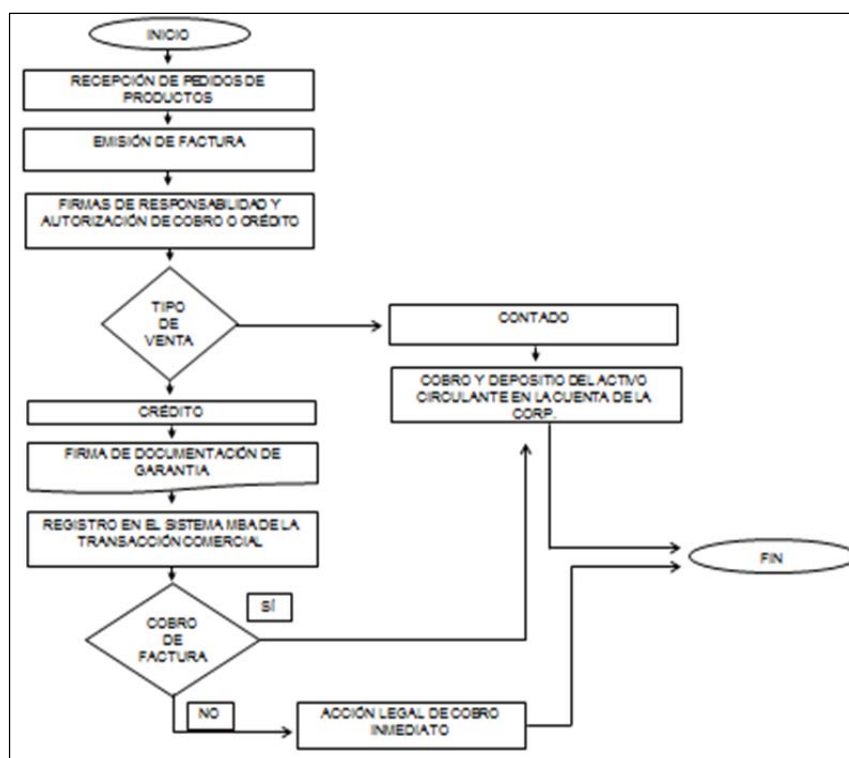 INICIO
RECEPCIÓN DE PEDIDOS DE
PRODUCTOS
EMISIÓN DE FACTURA
FIRMAS DE RESPONSABILIDAD Y
AUTORIZACIÓN DE COBRO O CRÉDITO
TIPO
DE
VENTA
CONTADO
COBRO Y DEPOSITIO DEL ACTIVO
CIRCULANTE EN LA CUENTA DE LA
CORP.
CRÉDITO
FIRMA DE DOCUMENTACIÓN DE
GARANTIA
REGISTRO EN EL SISTEMA MBA DE LA
TRANSACCIÓN COMERCIAL
FIN
SÍ
COBRO
DE
FACTURA
NO
ACCIÓN LEGAL DE COBRO
INMEDIATO